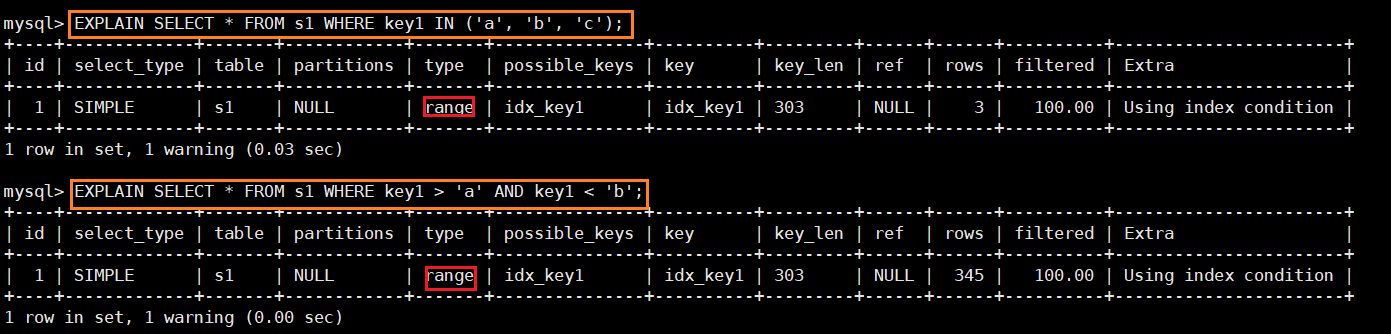 mysql> EXPLAIN SELECT * FROM s1 WHERE key1 IN ('a', 'b', 'c');
+----+-------------+-------+------------+-------+---------------+----------+---------+------+------+----------+-----------------------+
| id | select_type | table | partitions | type | possible_keys | key | key_len | ref | rows | filtered | Extra |
+----+-------------+-------+------------+-------+---------------+----------+---------+------+------+----------+-----------------------+
| 1 | SIMPLE | s1 | NULL | range | idx_key1 | idx_key1 | 303 | NULL | 3 | 100.00 | Using index condition |
+----+-------------+-------+------------+-------+---------------+----------+---------+------+------+----------+-----------------------+
1 row in set, 1 warning (0.03 sec)
mysql> EXPLAIN SELECT * FROM s1 WHERE key1 > 'a' AND key1 < 'b';
+----+-------------+-------+------------+-------+---------------+----------+---------+------+------+----------+-----------------------+
| id | select_type | table | partitions | type | possible_keys | key | key_len | ref | rows | filtered | Extra |
+----+-------------+-------+------------+-------+---------------+----------+---------+------+------+----------+-----------------------+
| 1 | SIMPLE | s1 | NULL | range | idx_key1 | idx_key1 | 303 | NULL | 345 | 100.00 | Using index condition |
+----+-------------+-------+------------+-------+---------------+----------+---------+------+------+----------+-----------------------+
1 row in set, 1 warning (0.00 sec)